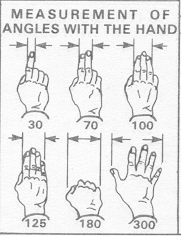 MEASUREMENT OF
ANGLES WITH THE HAND
30 70 100
125 180 300